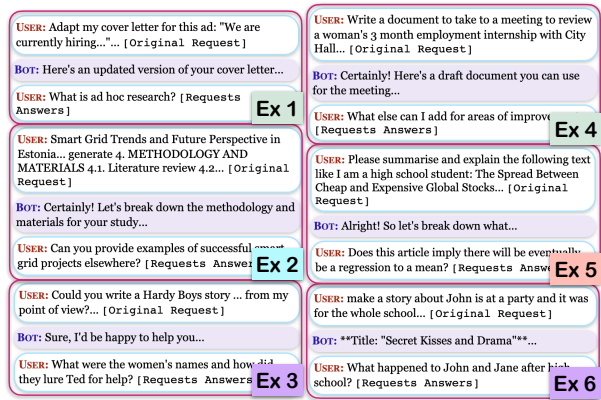 USER: Adapt my cover letter for this ad: "We are
currently hiring..."... [Original Request]
BOT: Here's an updated version of your cover letter...
USER: What is ad hoc research? [Requests
Answers]
Ex 1
USER: Smart Grid Trends and Future Perspective in
Estonia... generate 4. METHODOLOGY AND
MATERIALS 4.1. Literature review 4.2... [Original
Request]
BOT: Certainly! Let's break down the methodology and
materials for your study...
USER: Can you provide examples of successful smart
grid projects elsewhere? [Requests Answer
Ex 2
USER: Could you write a Hardy Boys story ... from my
point of view?... [Original Request]
BOT: Sure, I'd be happy to help you...
USER: What were the women's names and how did
they lure Ted for help? [Requests Answers
Ex 3
USER: Write a document to take to a meeting to review
a woman's 3 month employment internship with City
Hall... [Original Request]
BOT: Certainly! Here's a draft document you can use
for the meeting...
USER: What else can I add for areas of improve
[Requests Answers]
Ex 4
USER: Please summarise and explain the following text
like I am a high school student: The Spread Between
Cheap and Expensive Global Stocks... [Original
Request]
BOT: Alright! So let's break down what...
USER: Does this article imply there will be eventually
be a regression to a mean? [Requests Answ
Ex 5
USER: make a story about John is at a party and it was
for the whole school... [Original Request]
BOT: **Title: "Secret Kisses and Drama"**...
USER: What happened to John and Jane after high
school? [Requests Answers]
Ex 6